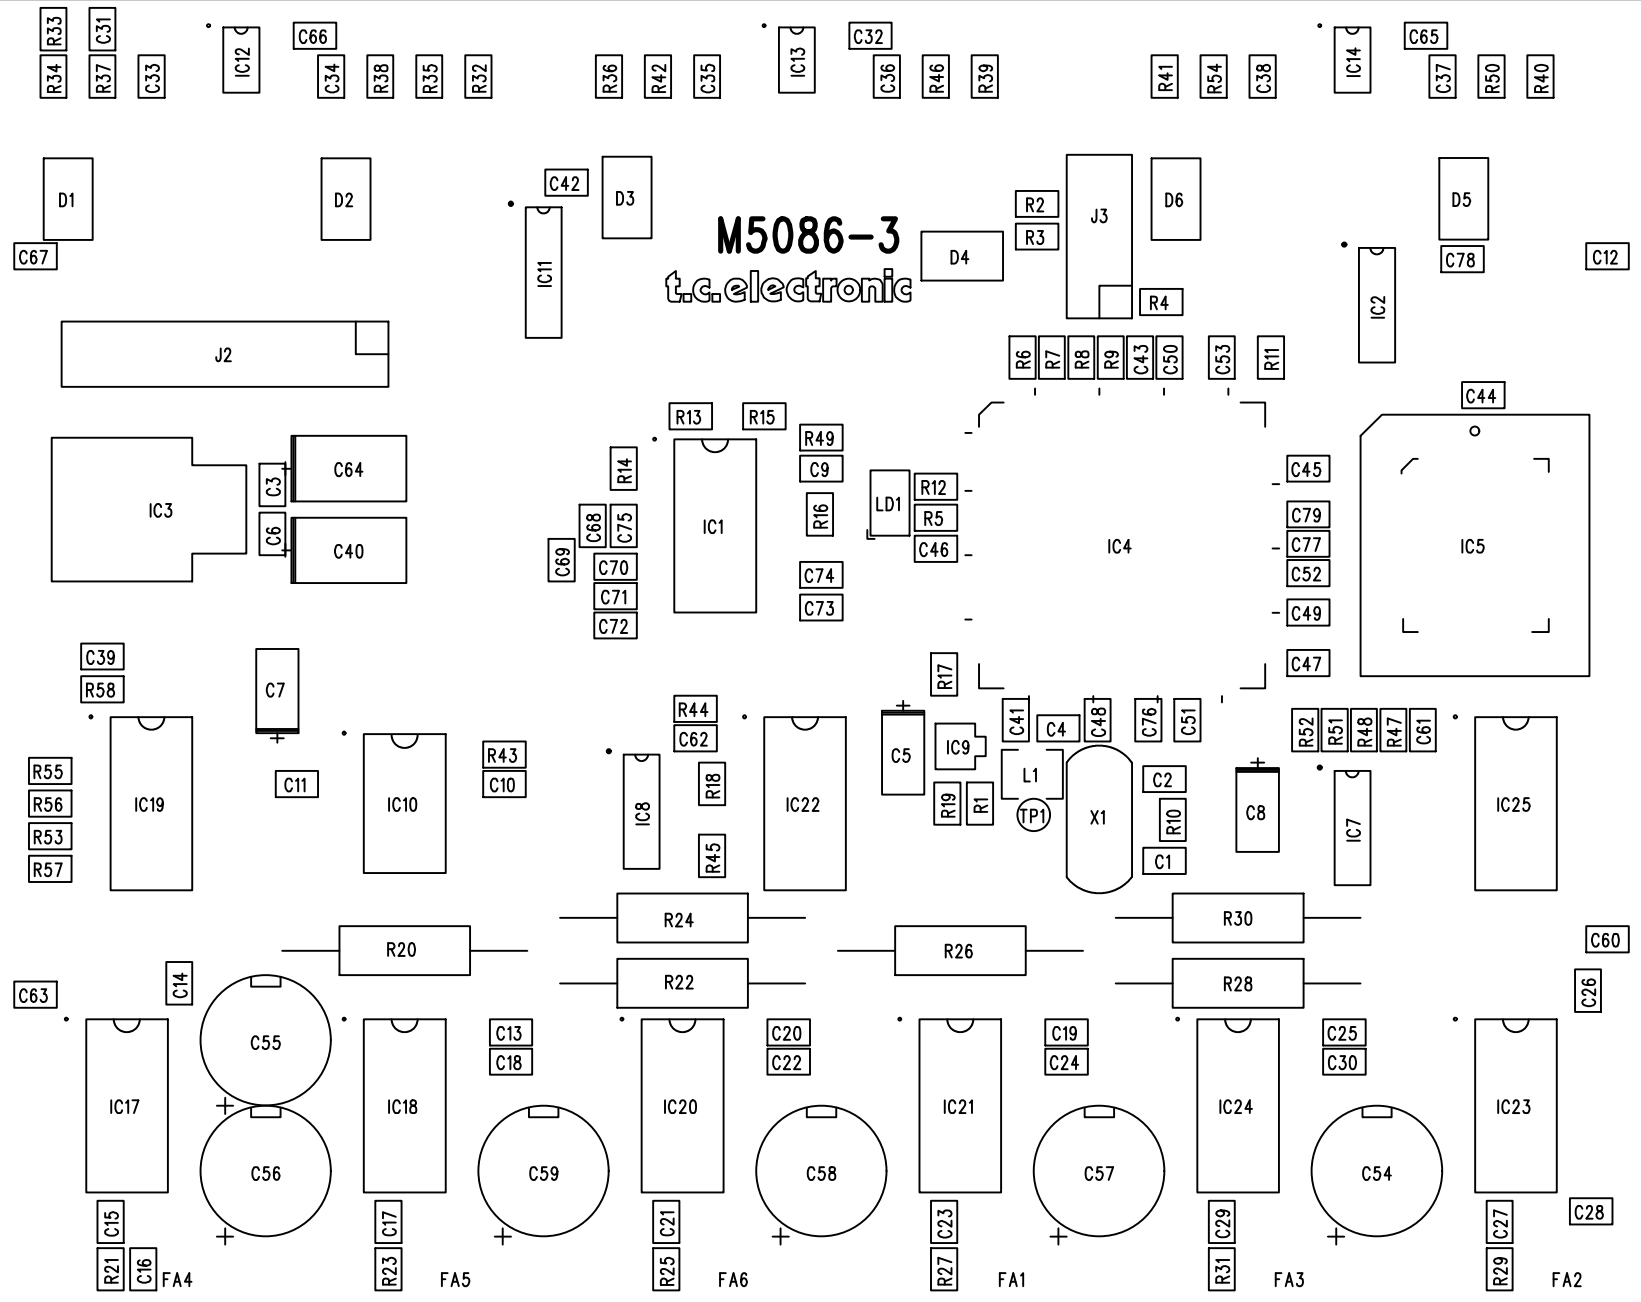 R33 C31 IC12 C66 IC13 C32 IC14 C65
R34 R37 C33 C34 R38 R35 R32 R36 R42 C35 C36 R46 R39 R41 R54 C38 C37 R50 R40
D1 D2 C42 D3 R2 J3 D6 D5
M5086-3 R3
C67 IC11 D4 C78 C12
t.c.electronic R4 IC2
J2 R6 R7 R8 R9 C43 C50 C53 R11
C44
R13 R15
C3 C64 R14 R49 C9 C45
IC3 R12 LD1 R16 R5 C79
C6 C40 C68 C75 IC1 C46 IC4 C77 IC5
C69 C70 C74 C52
C71 C73 C49
C72
C39 C47
R58 C7 R17
R44 C41 C4 C48 C76 C51 R52 R51 R48 R47 C61
C62
R55 C11 R43 C10 R18 C5 IC9 L1 C2
R56 IC19 IC10 IC8 IC22 R19 R1 TP1 X1 R10 C8 IC7 IC25
R53
R57 R45 C1
R24 R30
R20 R26 C60
C63 C14 R22 R28 C26
C55 C13 C20 C19 C25
C18 C22 C24 C30
IC17 IC18 IC20 IC21 IC24 IC23
C56 C59 C58 C57 C54
C15 C17 C21 C23 C29 C27 C28
R21 C16 FA4 R23 FA5 R25 FA6 R27 FA1 R31 FA3 R29 FA2